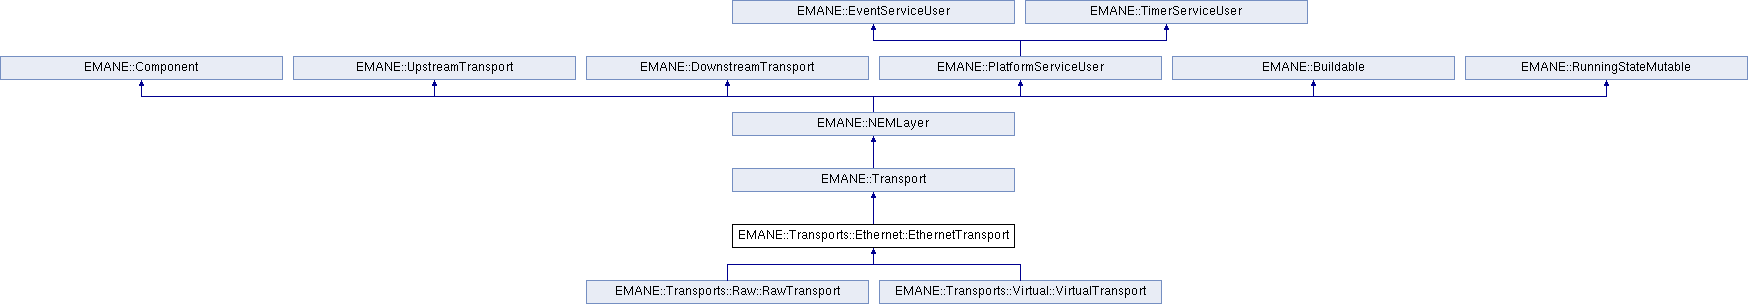 EMANE::EventServiceUser
EMANE::TimerServiceUser
EMANE::Component
EMANE::UpstreamTransport
EMANE::DownstreamTransport
EMANE::PlatformServiceUser
EMANE::Buildable
EMANE::RunningStateMutable
EMANE::NEMLayer
EMANE::Transport
EMANE::Transports::Ethernet::EthernetTransport
EMANE::Transports::Raw::RawTransport
EMANE::Transports::Virtual::VirtualTransport